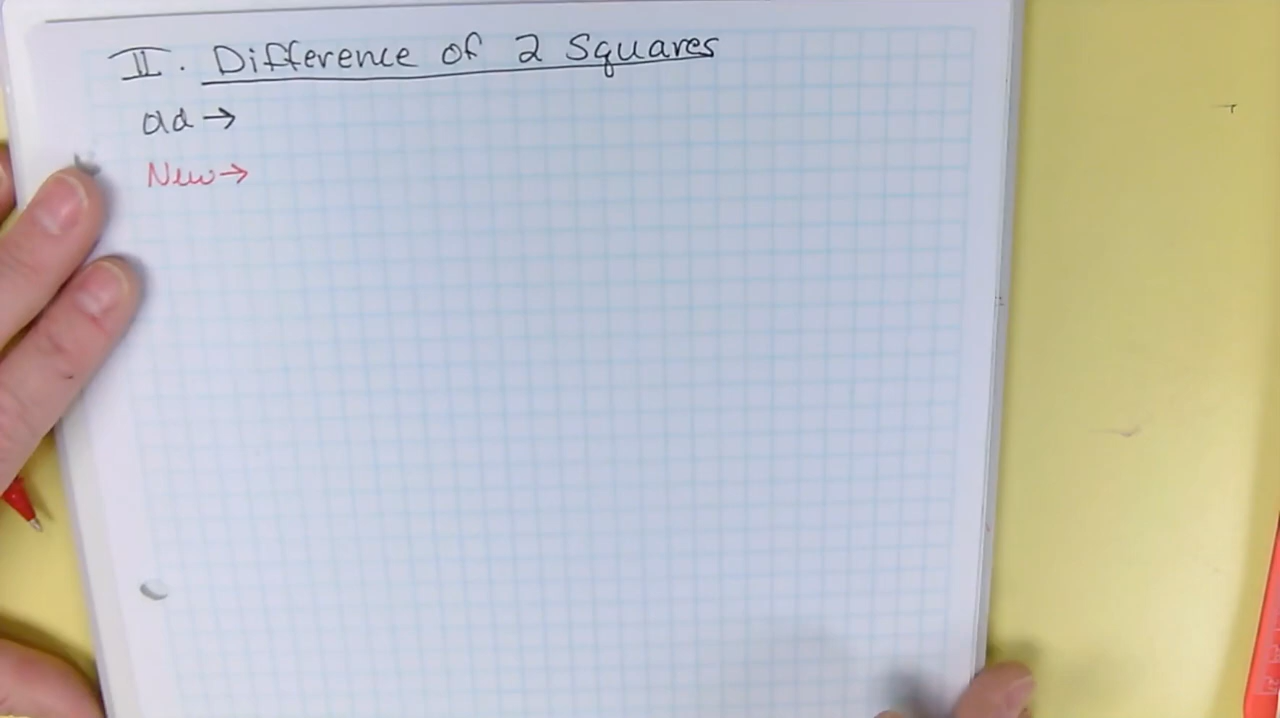 II. Difference of 2 Squares
Old →
New →